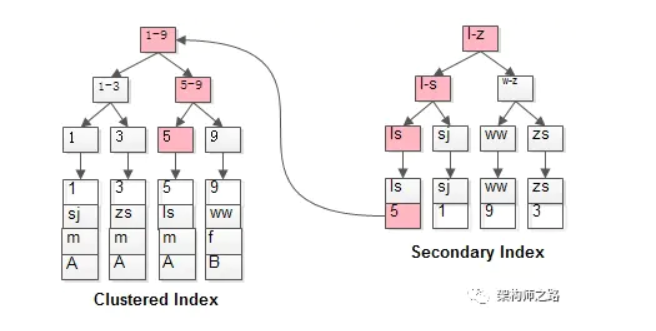 1-9
1-3 5-9
1 3 5 9
1 3 5 9
sj zs ls ww
m m m f
A A A B
Clustered Index
l-z
l-s w-z
ls sj ww zs
ls sj ww zs
5 1 9 3
Secondary Index
架构师之路